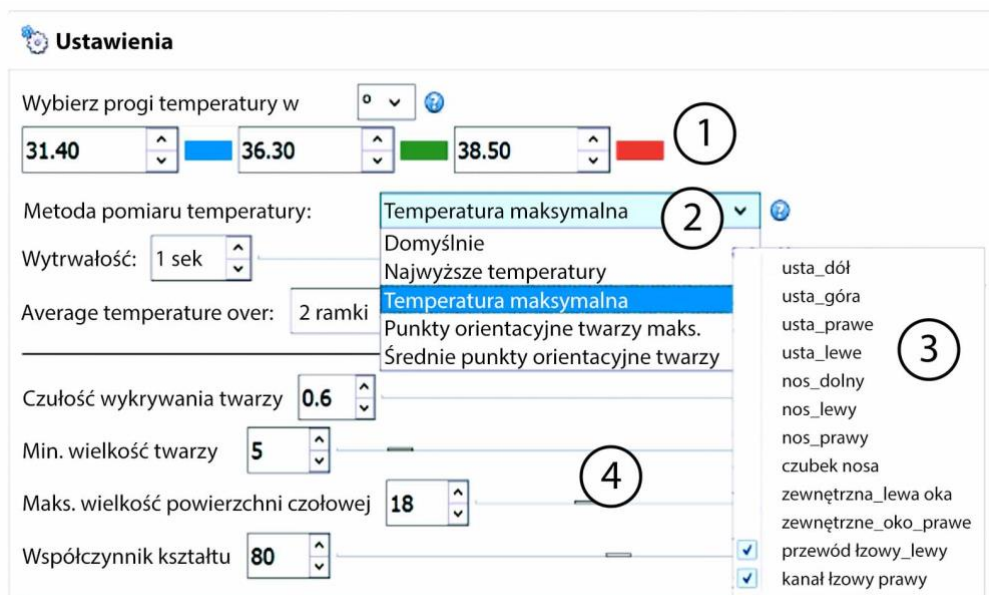 Ustawienia
Wybierz progi temperatury w ° 
31.40 36.30 38.50 1
Metoda pomiaru temperatury: Temperatura maksymalna 2
Domyślnie
Wytrwałość: 1 sek
Najwyższe temperatury
Temperatura maksymalna
Average temperature over: 2 ramki
Punkty orientacyjne twarzy maks.
Średnie punkty orientacyjne twarzy
usta_dół
usta_góra
usta_prawe
usta_lewe 3
nos_dolny
nos_lewy
nos_prawy
czubek nosa
zewnętrzna_lewa oka
zewnętrzne_oko_prawe
przewód łzowy_lewy
kanał łzowy prawy
Czułość wykrywania twarzy 0.6
Min. wielkość twarzy 5
4
Maks. wielkość powierzchni czołowej 18
Współczynnik kształtu 80